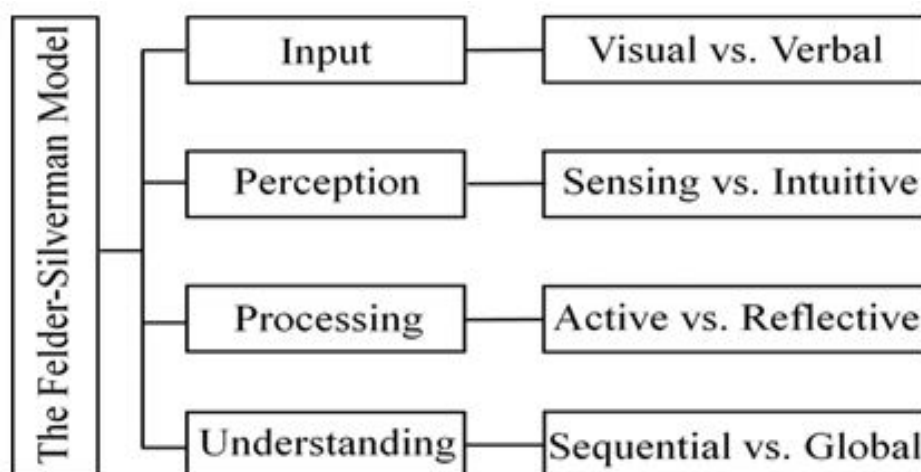 The Felder-Silverman Model
Input
Visual vs. Verbal
Perception
Sensing vs. Intuitive
Processing
Active vs. Reflective
Understanding
Sequential vs. Global